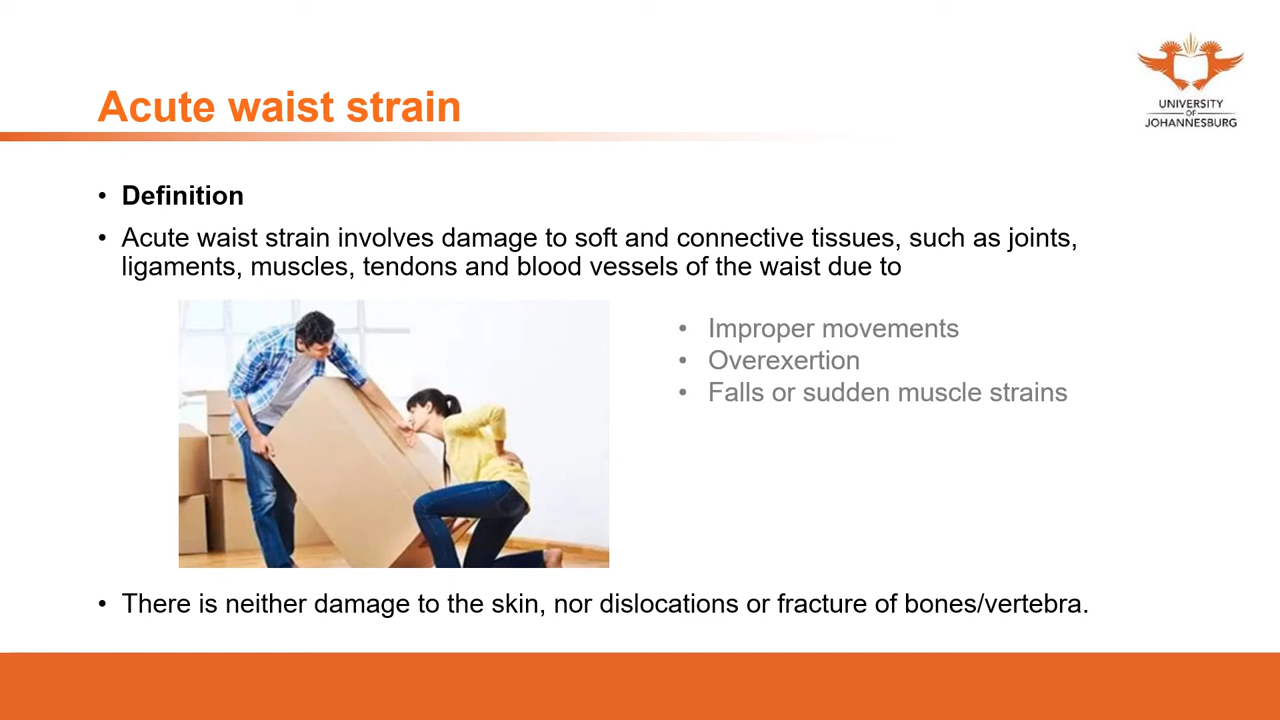 Acute waist strain
UNIVERSITY
OF
JOHANNESBURG
• Definition
• Acute waist strain involves damage to soft and connective tissues, such as joints,
ligaments, muscles, tendons and blood vessels of the waist due to
• Improper movements
• Overexertion
• Falls or sudden muscle strains
• There is neither damage to the skin, nor dislocations or fracture of bones/vertebra.